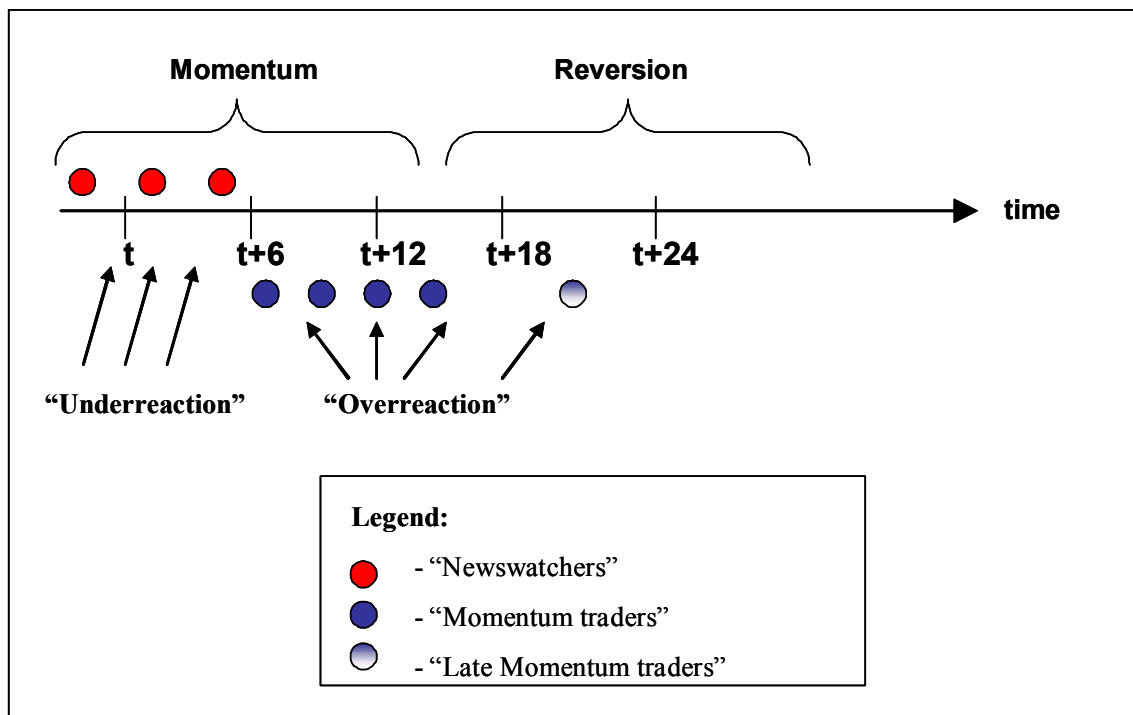 Momentum Reversion
time
t t+6 t+12 t+18 t+24
“Underreaction” “Overreaction”
Legend:
- “Newswatchers”
- “Momentum traders”
- “Late Momentum traders”